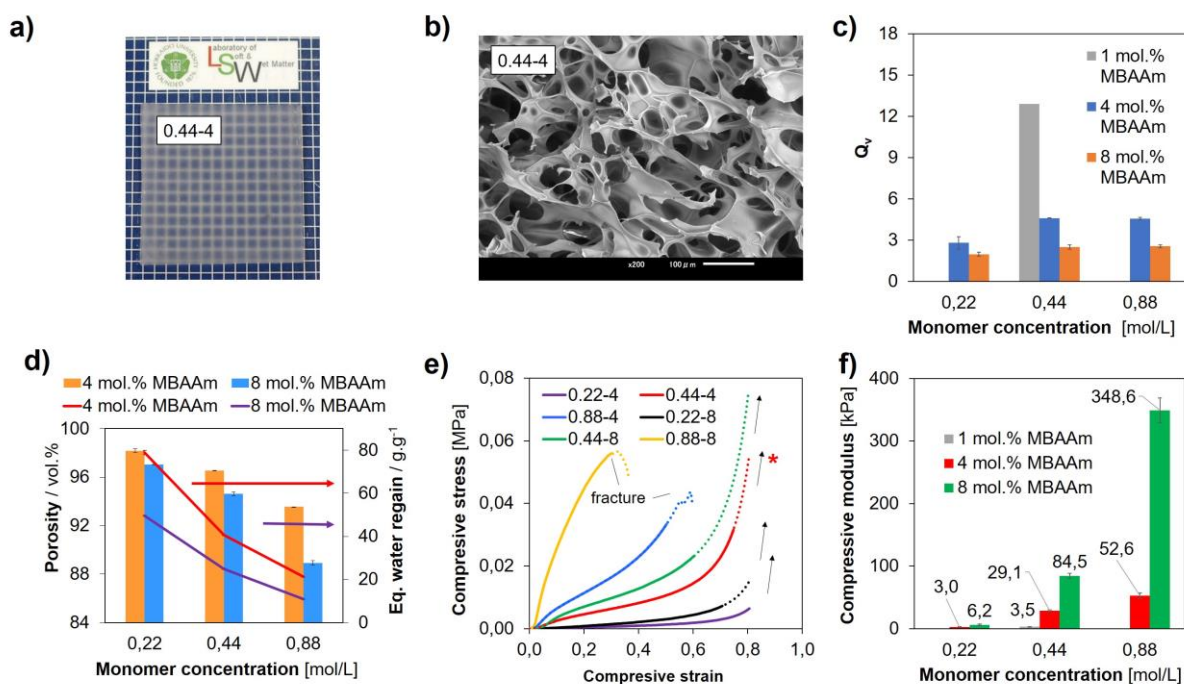 a)
Laboratory of
Soft &
Wet Matter
0.44-4
b)
0.44-4
x200 100μm
c)
18
15
12
9
6
3
0
Qv
1 mol.%
MBAAm
4 mol.%
MBAAm
8 mol.%
MBAAm
0,22 0,44 0,88
Monomer concentration [mol/L]
d)
4 mol.% MBAAm 8 mol.% MBAAm
4 mol.% MBAAm 8 mol.% MBAAm
100
96
92
88
84
Porosity / vol.%
80
60
40
20
0
Eq. water regain / g.g-1
0,22 0,44 0,88
Monomer concentration [mol/L]
e)
0,08
0,06
0,04
0,02
0,00
Compresive stress [MPa]
0.22-4 0.44-4
0.88-4 0.22-8
0.44-8 0.88-8
fracture
*
0,0 0,2 0,4 0,6 0,8 1,0
Compresive strain
f)
400
300
200
100
0
Compressive modulus [kPa]
348,6
1 mol.% MBAAm
4 mol.% MBAAm
8 mol.% MBAAm
3,0 6,2 3,5 29,1 84,5 52,6
0,22 0,44 0,88
Monomer concentration [mol/L]